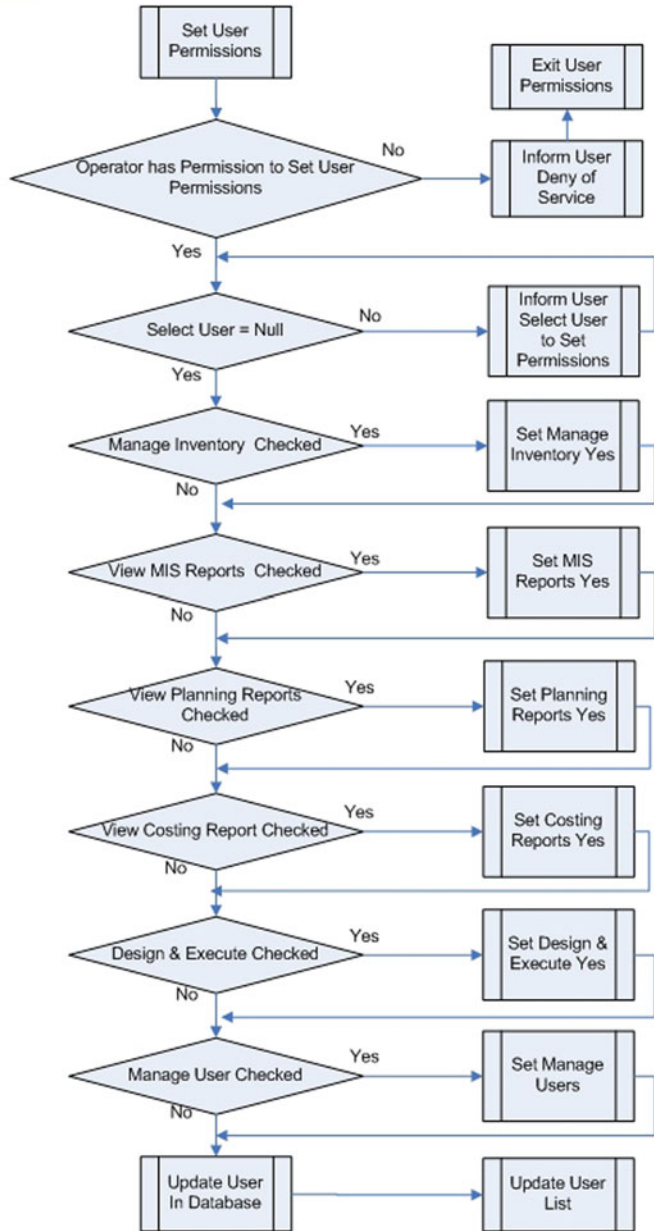 Set User
Permissions
Exit User
Permissions
Operator has Permission to Set User
Permissions
No
Inform User
Deny of
Service
Yes
Select User = Null
No
Inform User
Select User
to Set
Permissions
Yes
Manage Inventory Checked
Yes
Set Manage
Inventory Yes
No
View MIS Reports Checked
Yes
Set MIS
Reports Yes
No
View Planning Reports
Checked
Yes
Set Planning
Reports Yes
No
View Costing Report Checked
Yes
Set Costing
Reports Yes
No
Design & Execute Checked
Yes
Set Design &
Execute Yes
No
Manage User Checked
Yes
Set Manage
Users
No
Update User
In Database
Update User
List